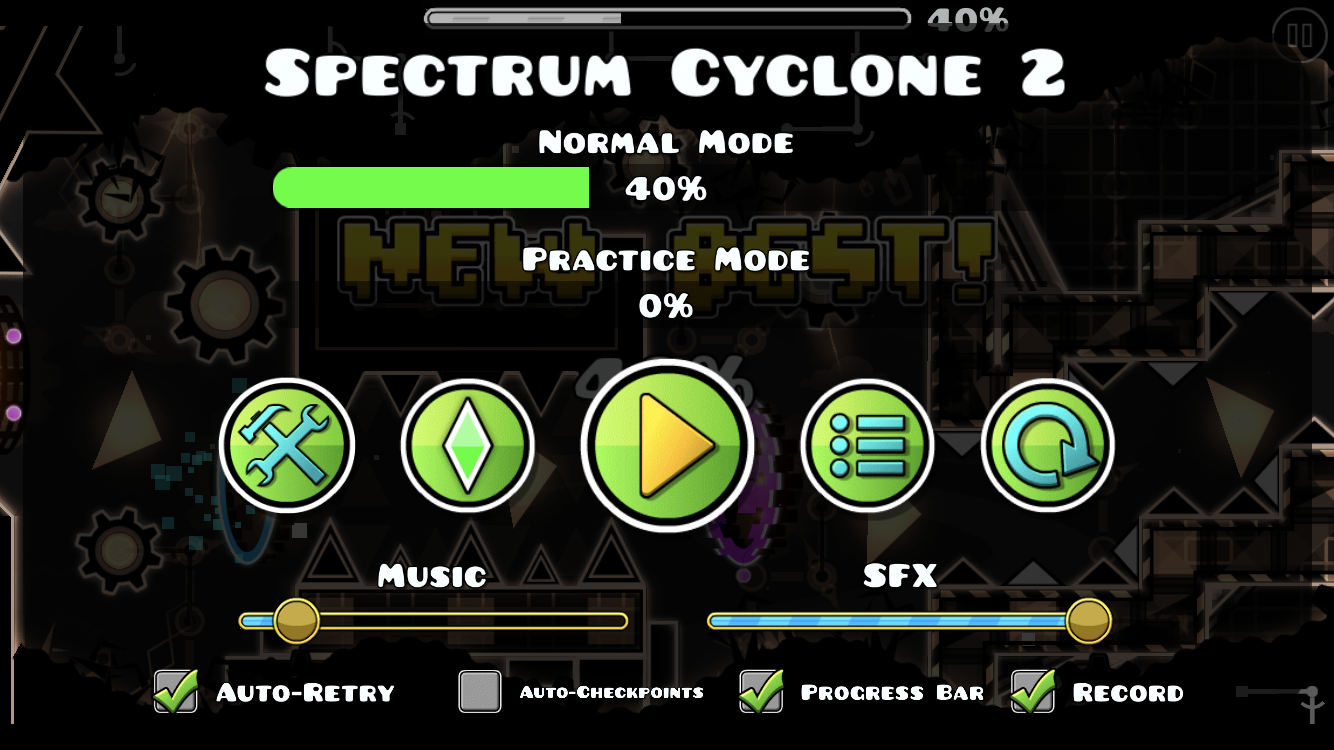 40%
Spectrum Cyclone 2
Normal Mode
40%
NEW BEST!
Practice Mode
0%
40%
Music
SFX
Auto-Retry
Auto-Checkpoints
Progress Bar
Record